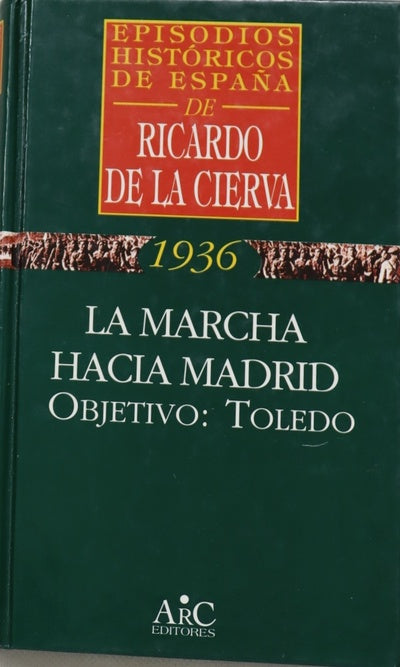 EPISODIOS
HISTÓRICOS
DE ESPAÑA
DE
RICARDO
DE LA CIERVA
1936
LA MARCHA
HACIA MADRID
OBJETIVO: TOLEDO
ARC
EDITORES